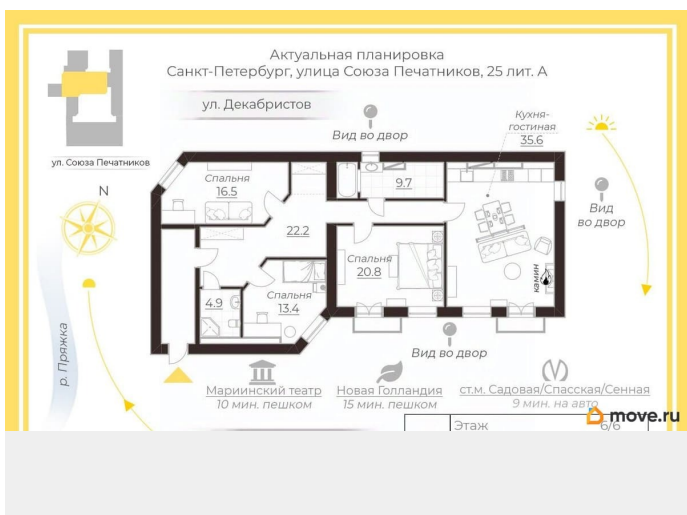 Актуальная планировка
Санкт-Петербург, улица Союза Печатников, 25 лит. А
ул. Декабристов
ул. Союза Печатников
Вид во двор
Кухня-
гостиная
35.6
Спальня
16.5
9.7
Вид
во двор
N
22.2
Спальня
20.8
4.9
Спальня
13.4
камин
р. Пряжка
Вид во двор
Мариинский театр
10 мин. пешком
Новая Голландия
15 мин. пешком
ст.м. Садовая/Спасская/Сенная
9 мин. на авто
Этаж 6/6
move.ru